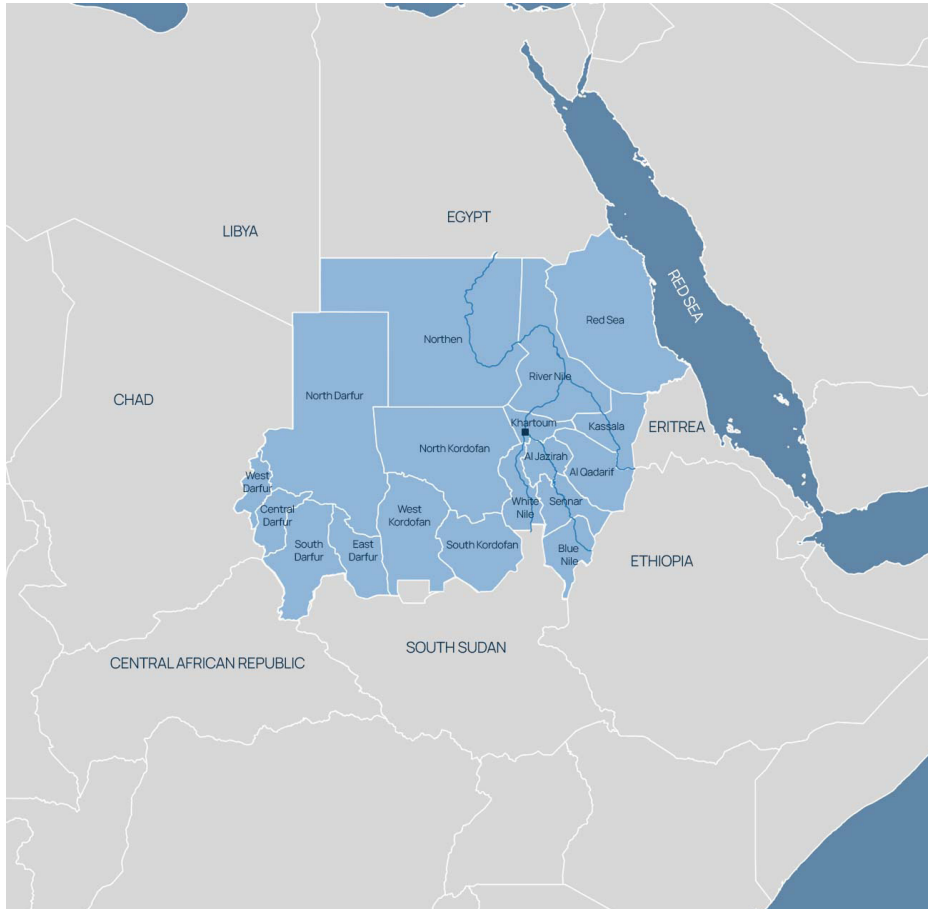 EGYPT
LIBYA
RED SEA
Red Sea
Northen
River Nile
North Darfur
CHAD
Khartoum
Kassala
ERITREA
North Kordofan
Al Jazirah
Al Qadarif
West
Darfur
Central
Darfur
West
Kordofan
White
Nile
Sennar
South
Darfur
East
Darfur
South Kordofan
Blue
Nile
ETHIOPIA
SOUTH SUDAN
CENTRAL AFRICAN REPUBLIC